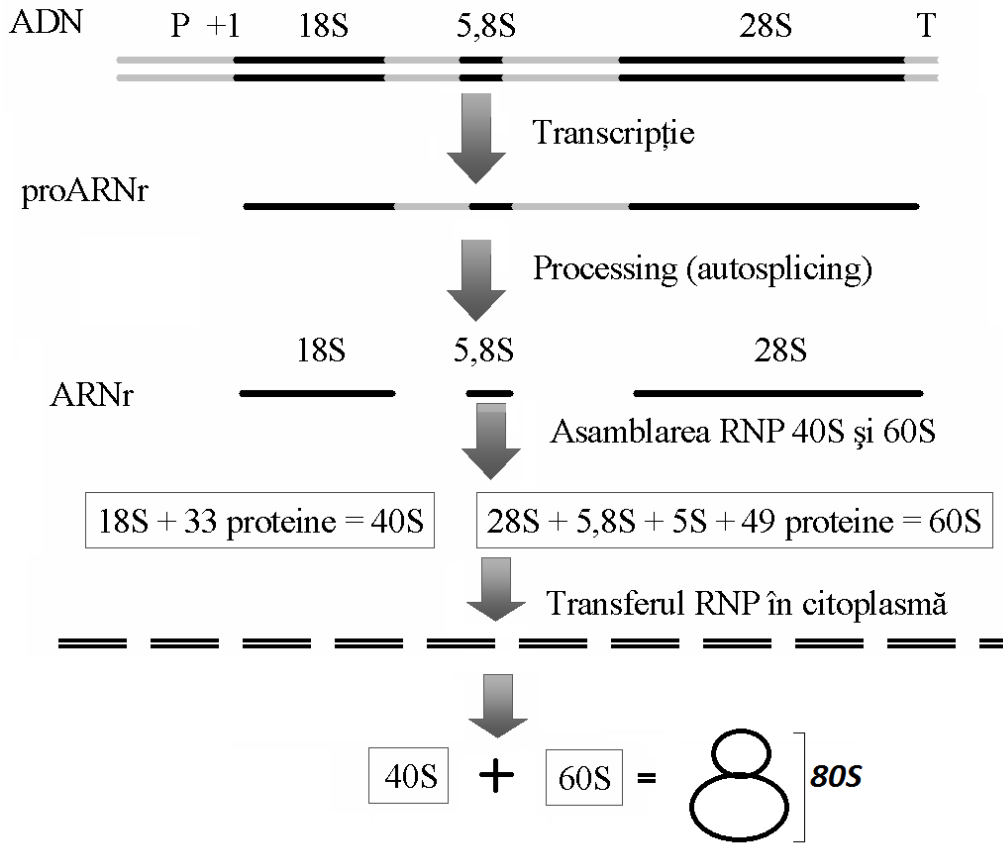 ADN P +1 18S 5,8S 28S T
Transcripție
proARNr
Processing (autosplicing)
18S 5,8S 28S
ARNr
Asamblarea RNP 40S şi 60S
18S + 33 proteine = 40S 28S + 5,8S + 5S + 49 proteine = 60S
Transferul RNP în citoplasmă
40S + 60S = 80S